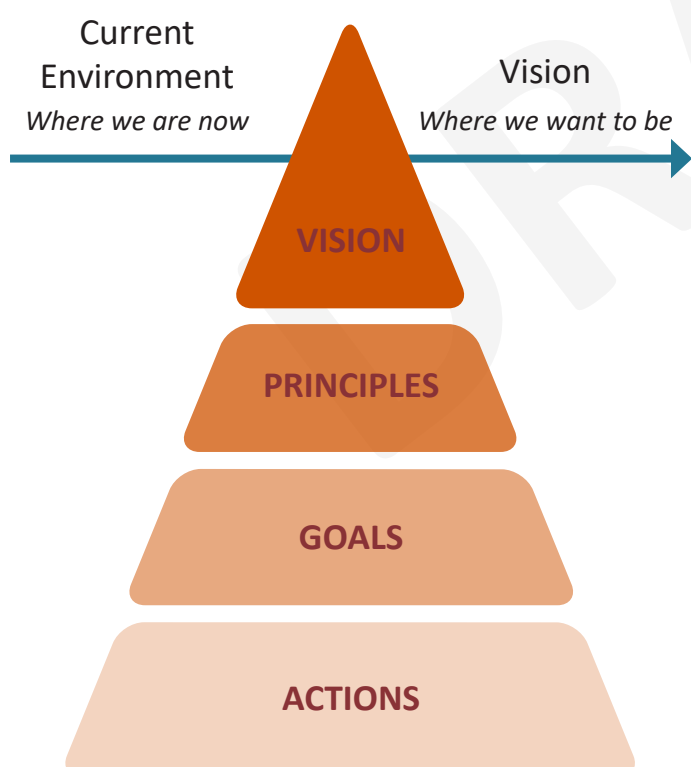 Current
Environment
Where we are now
Vision
Where we want to be
VISION
PRINCIPLES
GOALS
ACTIONS